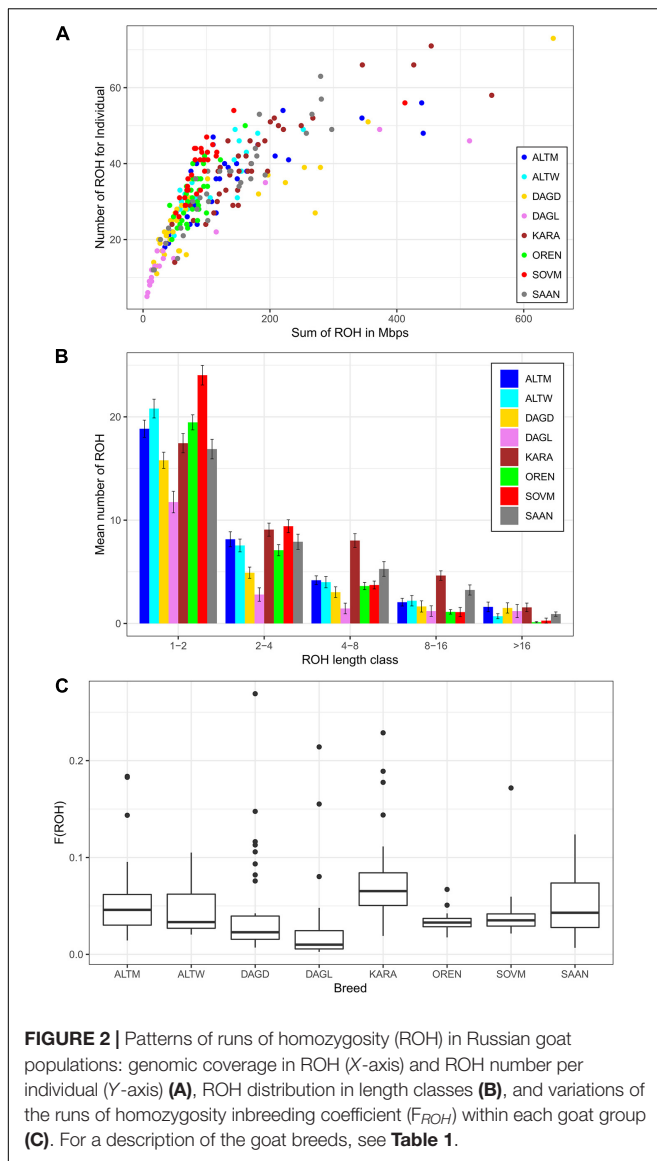 A
Number of ROH for Individual
60
40
20
0
200
400
600
Sum of ROH in Mbps
ALTM
ALTW
DAGD
DAGL
KARA
OREN
SOVM
SAAN
B
Mean number of ROH
20
10
0
ALTM
ALTW
DAGD
DAGL
KARA
OREN
SOVM
SAAN
1−2
2−4
4−8
8−16
>16
ROH length class
C
F(ROH)
0.2
0.1
0.0
ALTM
ALTW
DAGD
DAGL
KARA
OREN
SOVM
SAAN
Breed
FIGURE 2 | Patterns of runs of homozygosity (ROH) in Russian goat
populations: genomic coverage in ROH (X-axis) and ROH number per
individual (Y-axis) (A), ROH distribution in length classes (B), and variations of
the runs of homozygosity inbreeding coefficient (FROH) within each goat group
(C). For a description of the goat breeds, see Table 1.